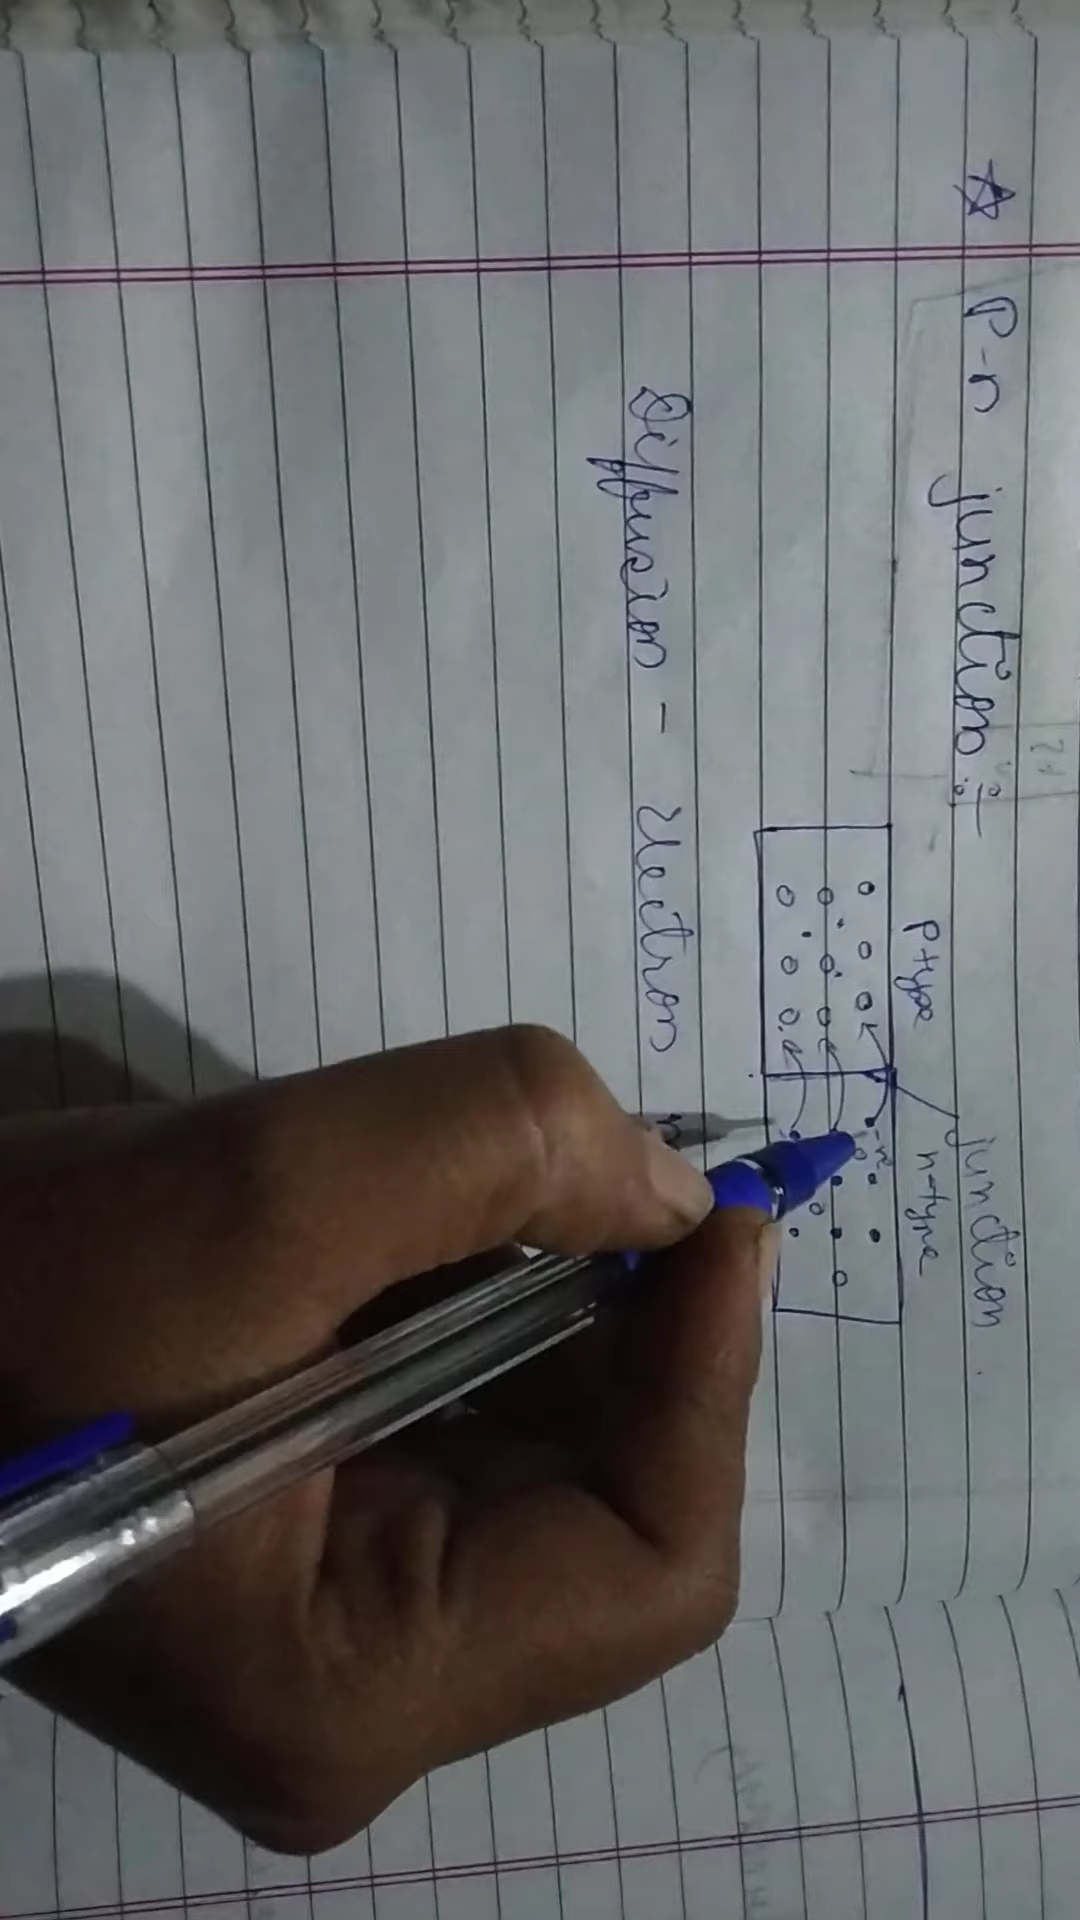 P-n junction :-
junction
P type n-type
Diffusion - electron n